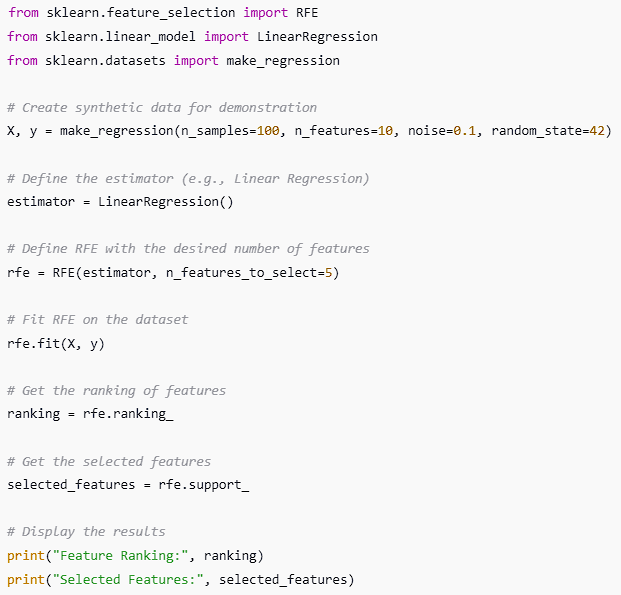 from sklearn.feature_selection import RFE
from sklearn.linear_model import LinearRegression
from sklearn.datasets import make_regression
# Create synthetic data for demonstration
X, y = make_regression(n_samples=100, n_features=10, noise=0.1, random_state=42)
# Define the estimator (e.g., Linear Regression)
estimator = LinearRegression()
# Define RFE with the desired number of features
rfe = RFE(estimator, n_features_to_select=5)
# Fit RFE on the dataset
rfe.fit(X, y)
# Get the ranking of features
ranking = rfe.ranking_
# Get the selected features
selected_features = rfe.support_
# Display the results
print("Feature Ranking:", ranking)
print("Selected Features:", selected_features)